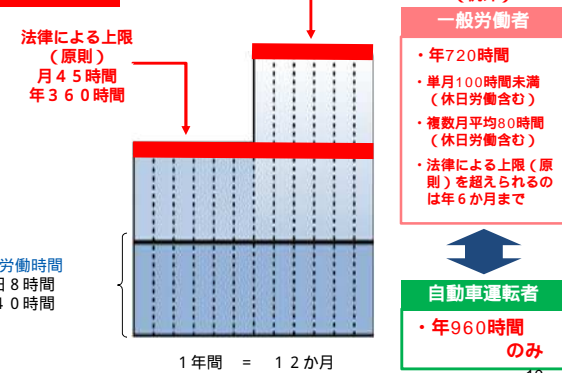 法律による上限
（原則）
月４５時間
年３６０時間
労働時間
日８時間
４０時間
１年間　＝　１２か月
一般労働者
・年720時間
・単月100時間未満
（休日労働含む）
・複数月平均80時間
（休日労働含む）
・法律による上限（原
則）を超えられるの
は年６か月まで
自動車運転者
・年960時間
のみ